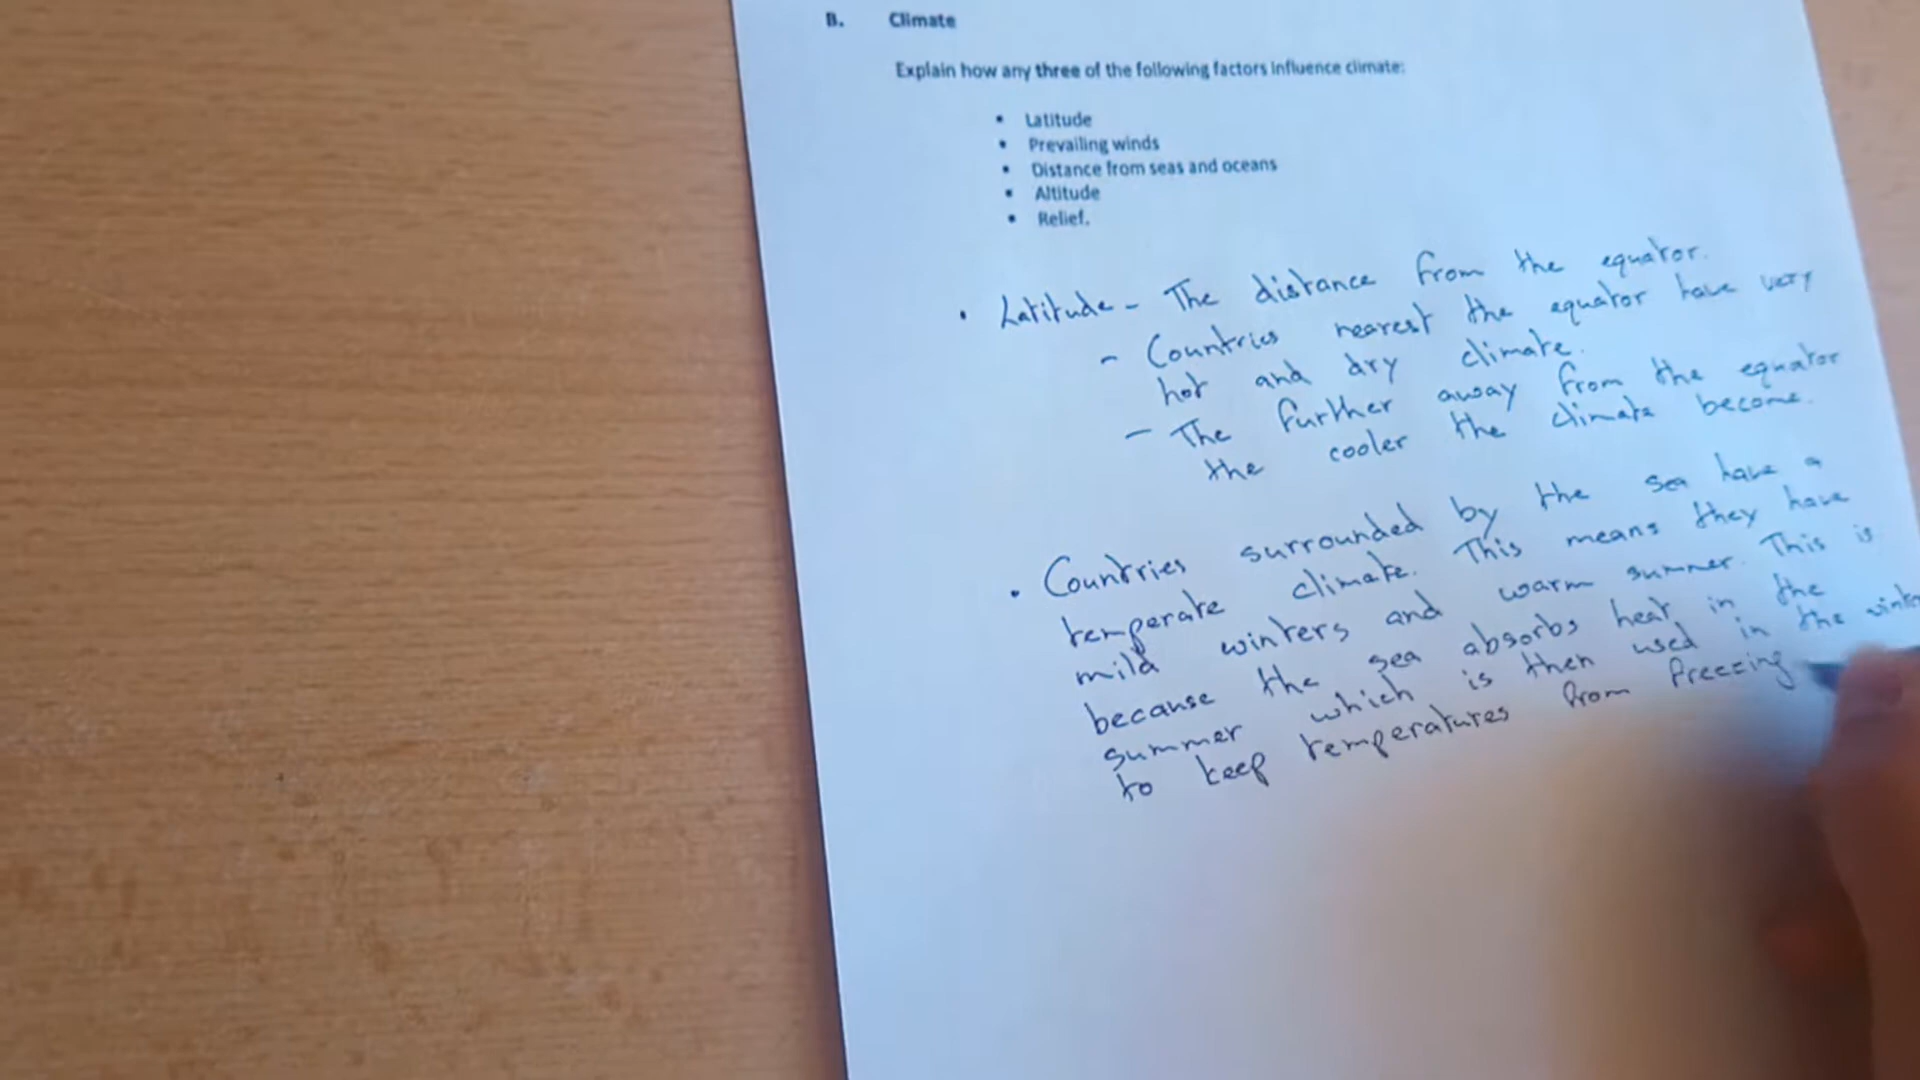 B. Climate
Explain how any three of the following factors influence climate:
• Latitude
• Prevailing winds
• Distance from seas and oceans
• Altitude
• Relief.
• Latitude - The distance from the equator.
- Countries nearest the equator have very
hot and dry climate.
- The further away from the equator
the cooler the climate become.
• Countries surrounded by the sea have a
temperate climate. This means they have
mild winters and warm summer. This is
because the sea absorbs heat in the
summer which is then used in the winter
to keep temperatures from freezing